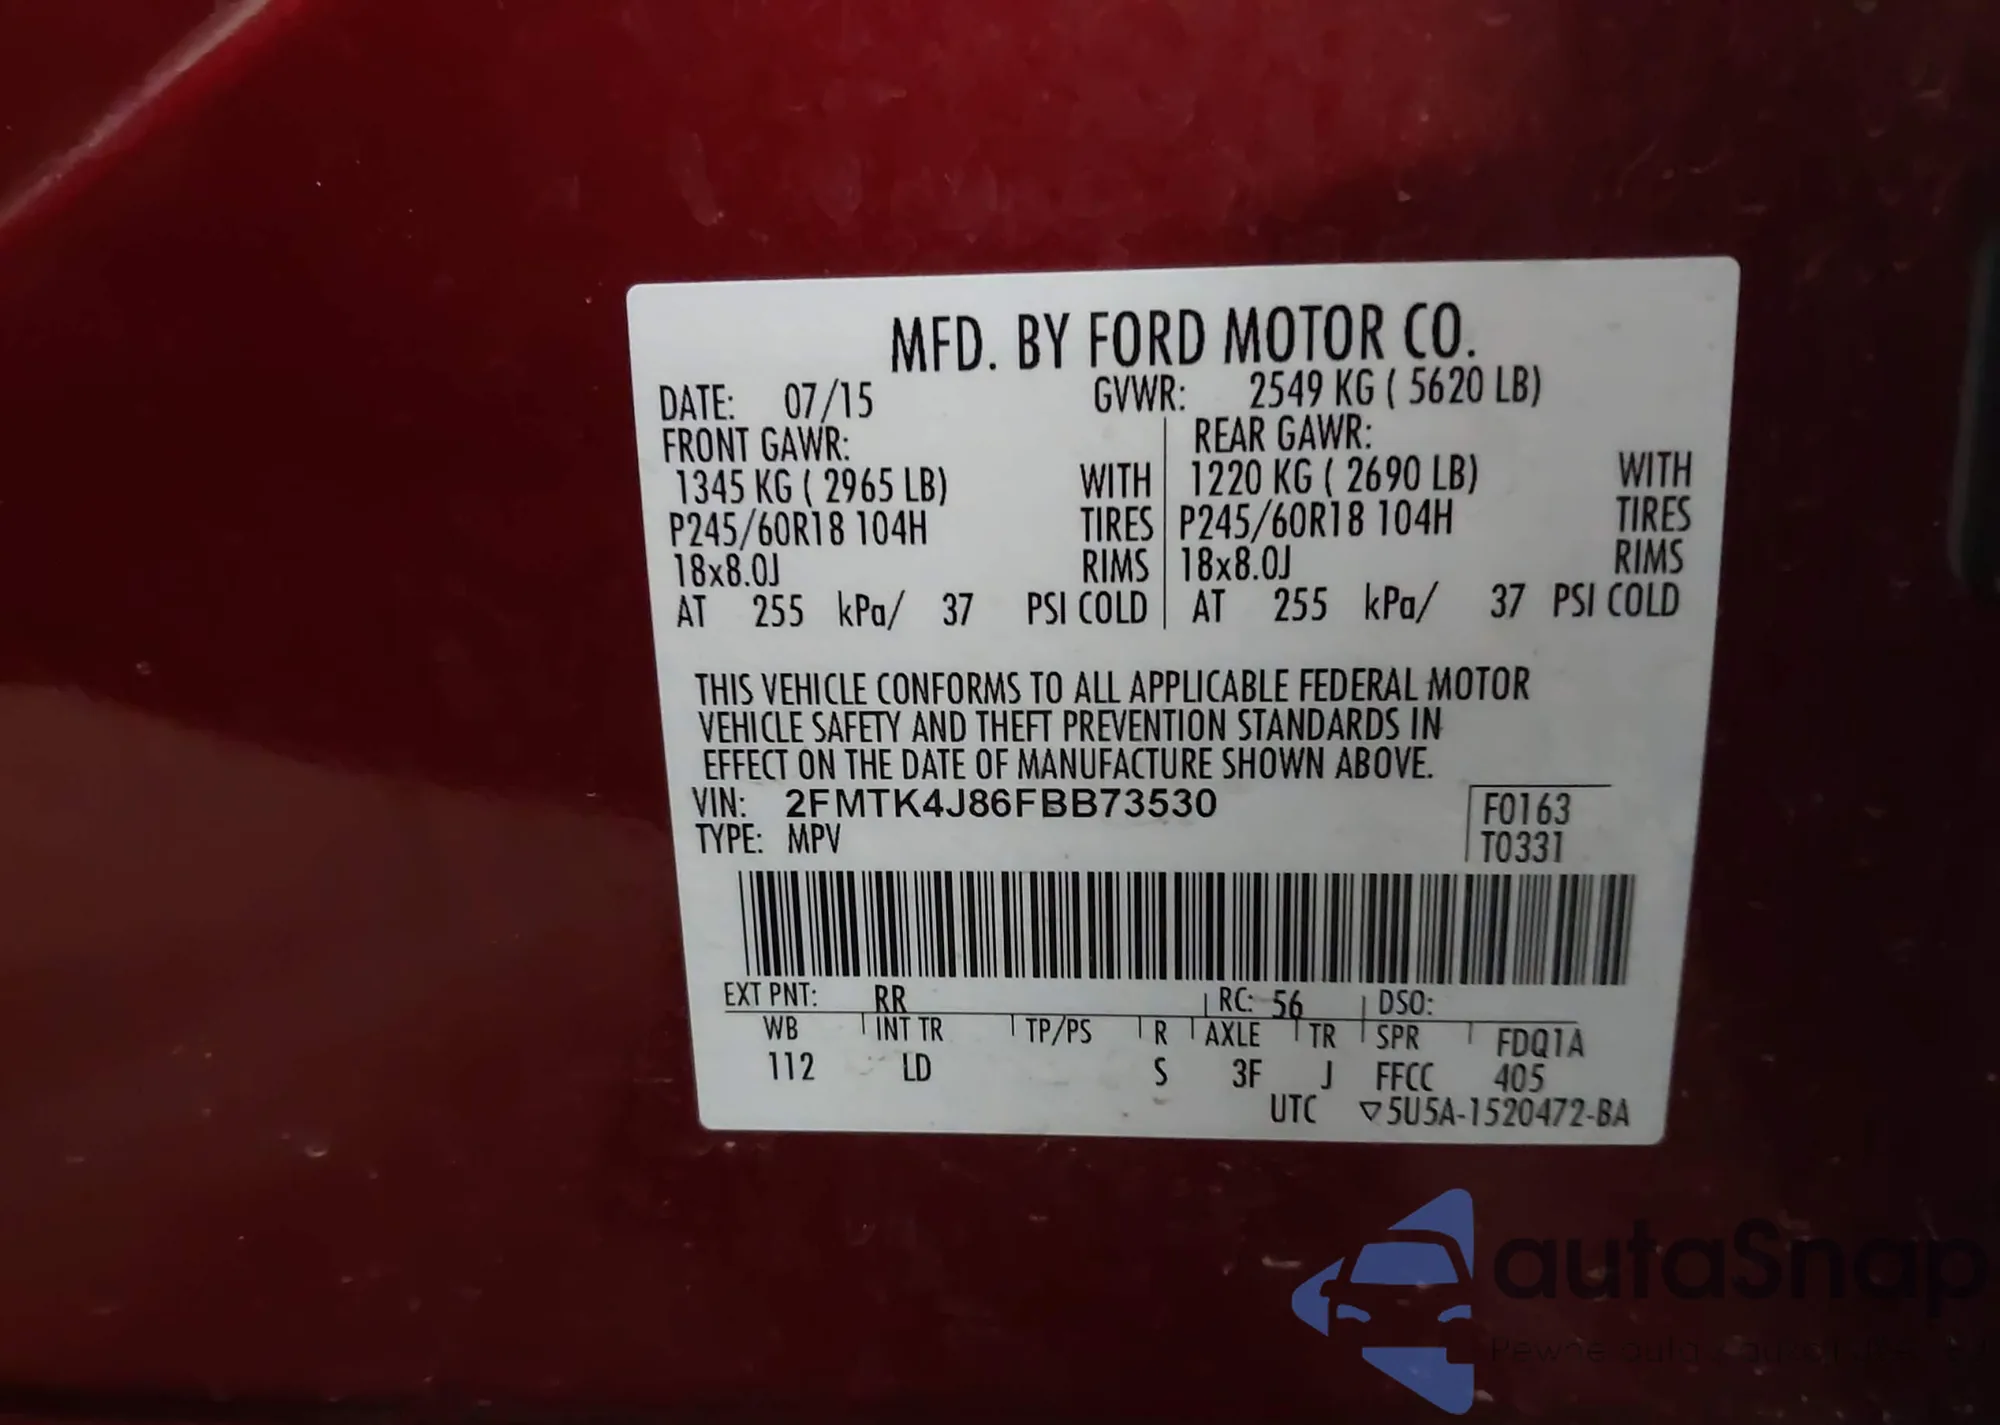 MFD. BY FORD MOTOR CO.
DATE: 07/15 GVWR: 2549 KG ( 5620 LB)
FRONT GAWR: REAR GAWR:
1345 KG ( 2965 LB) WITH 1220 KG ( 2690 LB) WITH
P245/60R18 104H TIRES P245/60R18 104H TIRES
18x8.0J RIMS 18x8.0J RIMS
AT 255 kPa/ 37 PSI COLD AT 255 kPa/ 37 PSI COLD
THIS VEHICLE CONFORMS TO ALL APPLICABLE FEDERAL MOTOR
VEHICLE SAFETY AND THEFT PREVENTION STANDARDS IN
EFFECT ON THE DATE OF MANUFACTURE SHOWN ABOVE.
VIN: 2FMTK4J86FBB73530 F0163
TYPE: MPV T0331
EXT PNT: RR RC: 56 DSO:
WB INT TR TP/PS R AXLE TR SPR FDQ1A
112 LD S 3F J FFCC 405
UTC ▽5U5A-1520472-BA
autaSnap
Pewne auta z